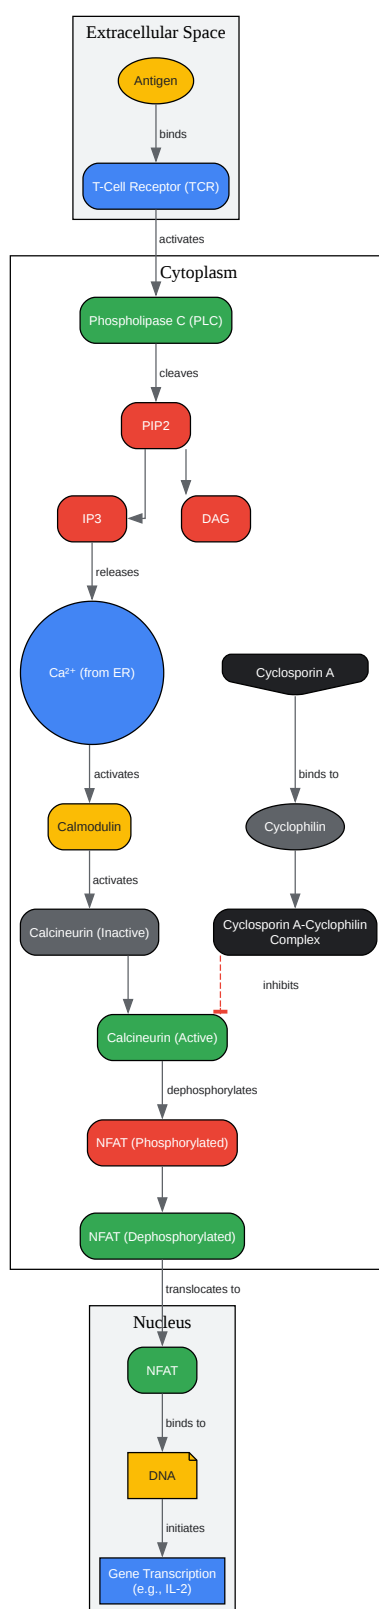 Extracellular Space
Antigen
binds
T-Cell Receptor (TCR)
activates
Cytoplasm
Phospholipase C (PLC)
cleaves
PIP2
IP3
DAG
releases
Ca²⁺ (from ER)
Cyclosporin A
activates
binds to
Calmodulin
Cyclophilin
activates
Calcineurin (Inactive)
Cyclosporin A-Cyclophilin
Complex
inhibits
Calcineurin (Active)
dephosphorylates
NFAT (Phosphorylated)
NFAT (Dephosphorylated)
translocates to
Nucleus
NFAT
binds to
DNA
initiates
Gene Transcription
(e.g., IL-2)